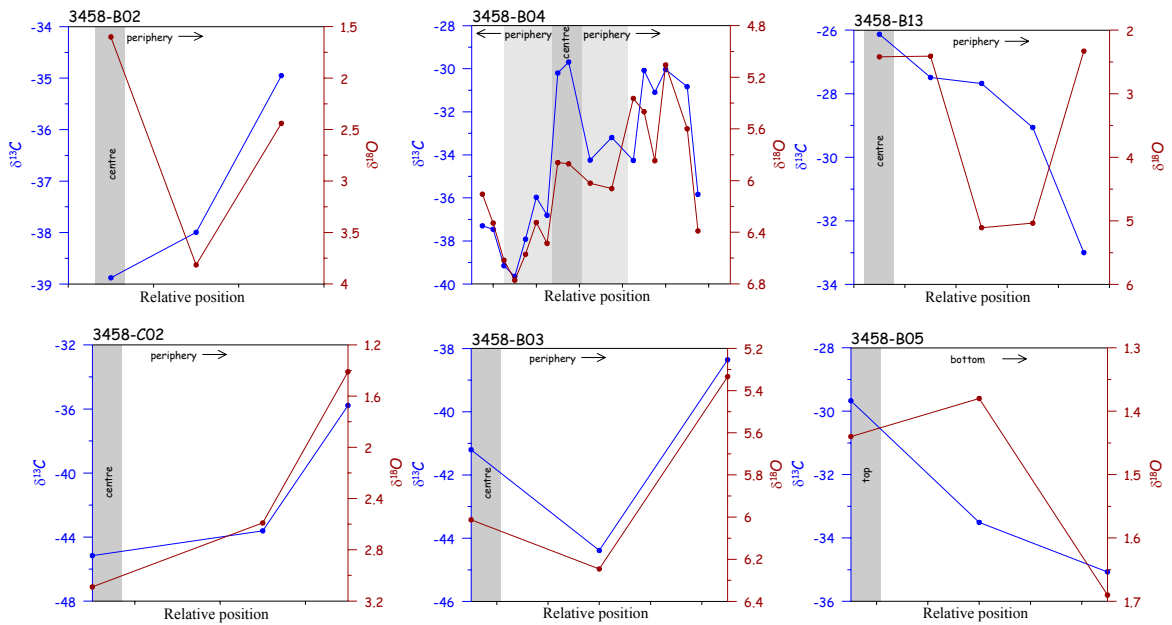 3458-B02
-34
-35
-36
-37
-38
-39
δ¹³C
centre
periphery →
1.5
2
2.5
3
3.5
4
δ¹⁸O
Relative position
3458-B04
-28
-30
-32
-34
-36
-38
-40
δ¹³C
← periphery
centre
periphery →
4.8
5.2
5.6
6
6.4
6.8
δ¹⁸O
Relative position
3458-B13
-26
-28
-30
-32
-34
δ¹³C
centre
periphery →
2
3
4
5
6
δ¹⁸O
Relative position
3458-C02
-32
-36
-40
-44
-48
δ¹³C
centre
periphery →
1.2
1.6
2
2.4
2.8
3.2
δ¹⁸O
Relative position
3458-B03
-38
-40
-42
-43
-45
-46
δ¹³C
centre
periphery →
5.2
5.4
5.6
5.8
6
6.2
6.4
δ¹⁸O
Relative position
3458-B05
-28
-29
-30
-31
-33
-34
-35
-36
δ¹³C
top
bottom →
1.3
1.4
1.5
1.6
1.7
δ¹⁸O
Relative position